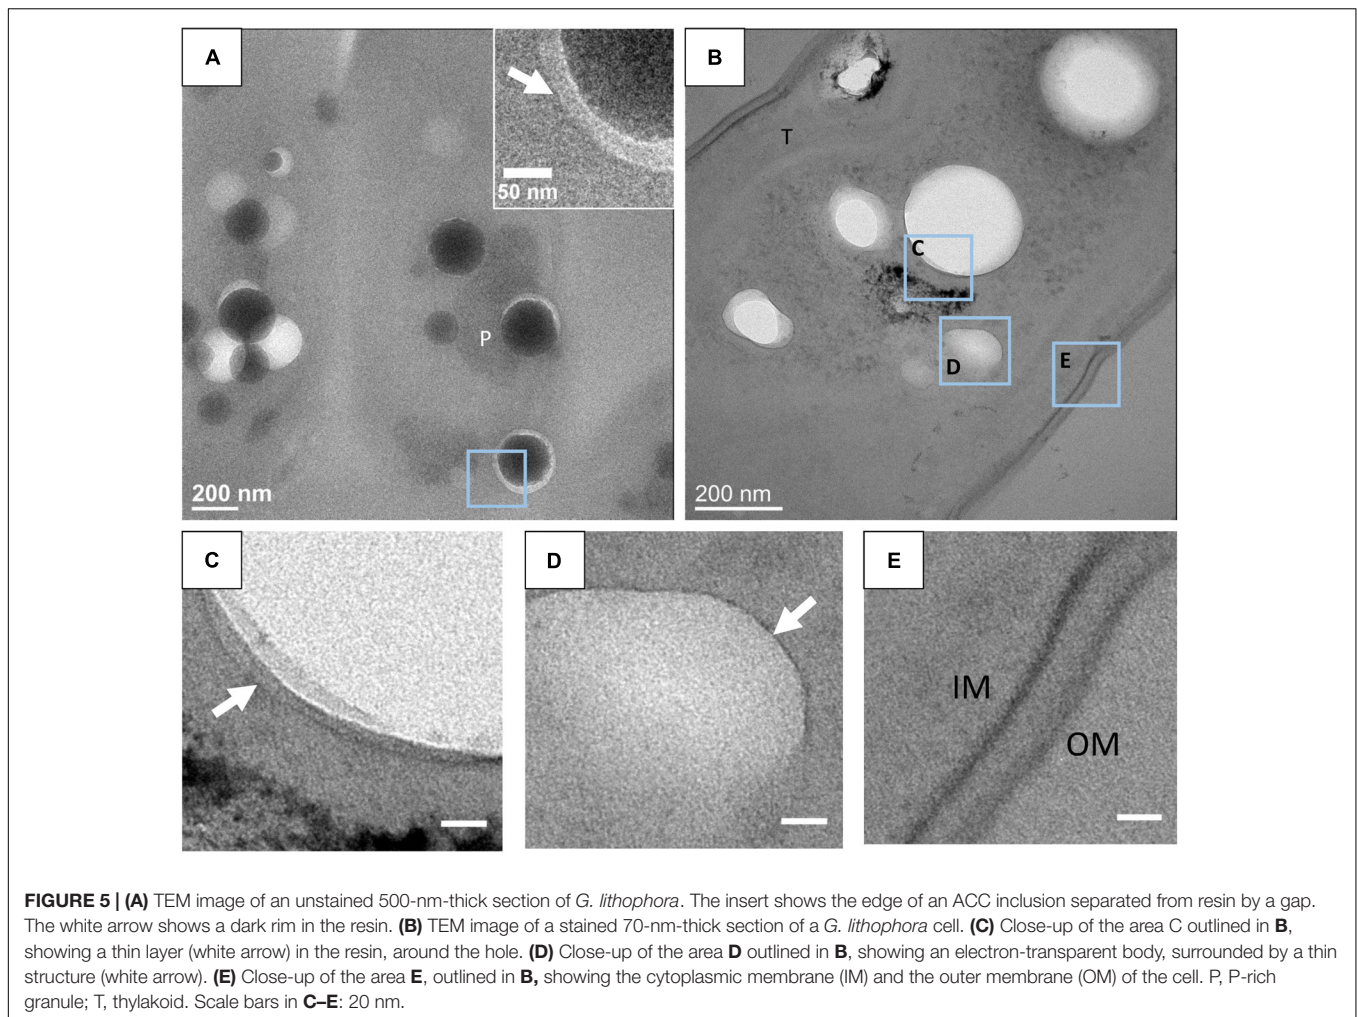 A
50 nm
P
200 nm
B
T
C
D
E
200 nm
C
D
E
IM
OM
FIGURE 5 | (A) TEM image of an unstained 500-nm-thick section of G. lithophora. The insert shows the edge of an ACC inclusion separated from resin by a gap.
The white arrow shows a dark rim in the resin. (B) TEM image of a stained 70-nm-thick section of a G. lithophora cell. (C) Close-up of the area C outlined in B,
showing a thin layer (white arrow) in the resin, around the hole. (D) Close-up of the area D outlined in B, showing an electron-transparent body, surrounded by a thin
structure (white arrow). (E) Close-up of the area E, outlined in B, showing the cytoplasmic membrane (IM) and the outer membrane (OM) of the cell. P, P-rich
granule; T, thylakoid. Scale bars in C–E: 20 nm.